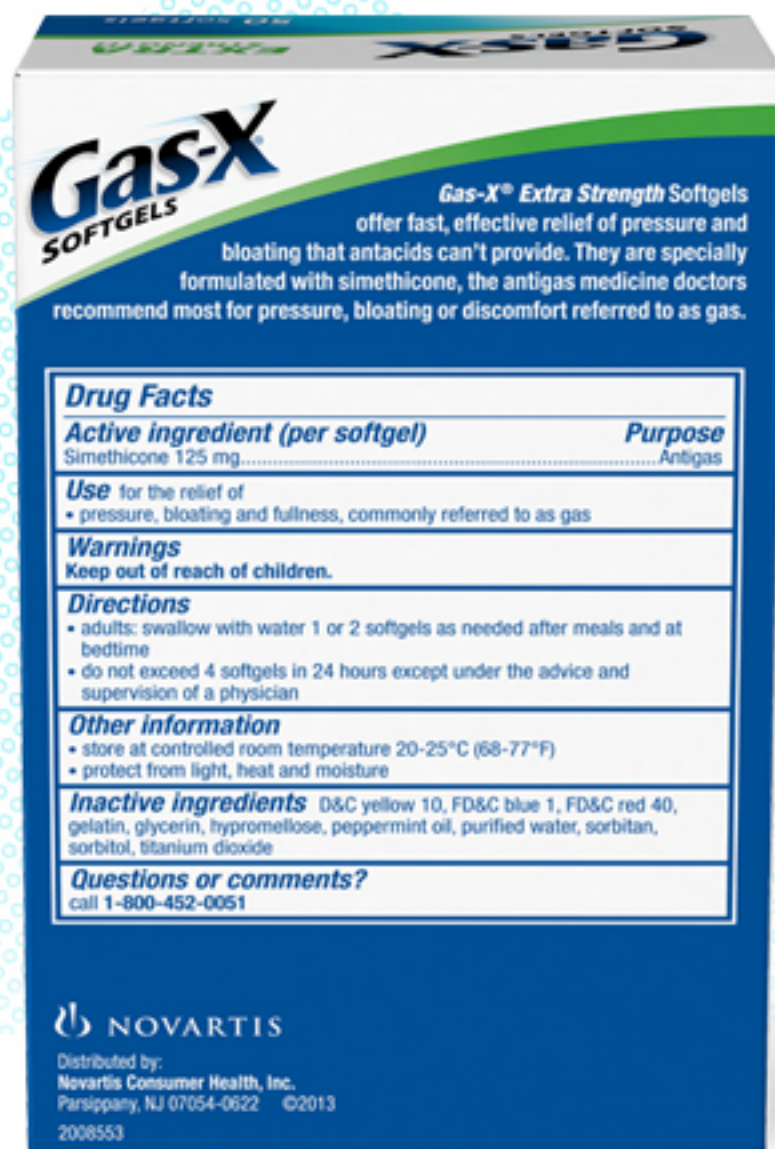 50 softgels
EXTRA
Gas-X
SOFTGELS
Gas-X
SOFTGELS
Gas-X® Extra Strength Softgels
offer fast, effective relief of pressure and
bloating that antacids can't provide. They are specially
formulated with simethicone, the antigas medicine doctors
recommend most for pressure, bloating or discomfort referred to as gas.
Drug Facts
Active ingredient (per softgel) Purpose
Simethicone 125 mg......................................................................Antigas
Use for the relief of
• pressure, bloating and fullness, commonly referred to as gas
Warnings
Keep out of reach of children.
Directions
• adults: swallow with water 1 or 2 softgels as needed after meals and at
bedtime
• do not exceed 4 softgels in 24 hours except under the advice and
supervision of a physician
Other information
• store at controlled room temperature 20-25°C (68-77°F)
• protect from light, heat and moisture
Inactive ingredients D&C yellow 10, FD&C blue 1, FD&C red 40,
gelatin, glycerin, hypromellose, peppermint oil, purified water, sorbitan,
sorbitol, titanium dioxide
Questions or comments?
call 1-800-452-0051
NOVARTIS
Distributed by:
Novartis Consumer Health, Inc.
Parsippany, NJ 07054-0622 ©2013
2008553